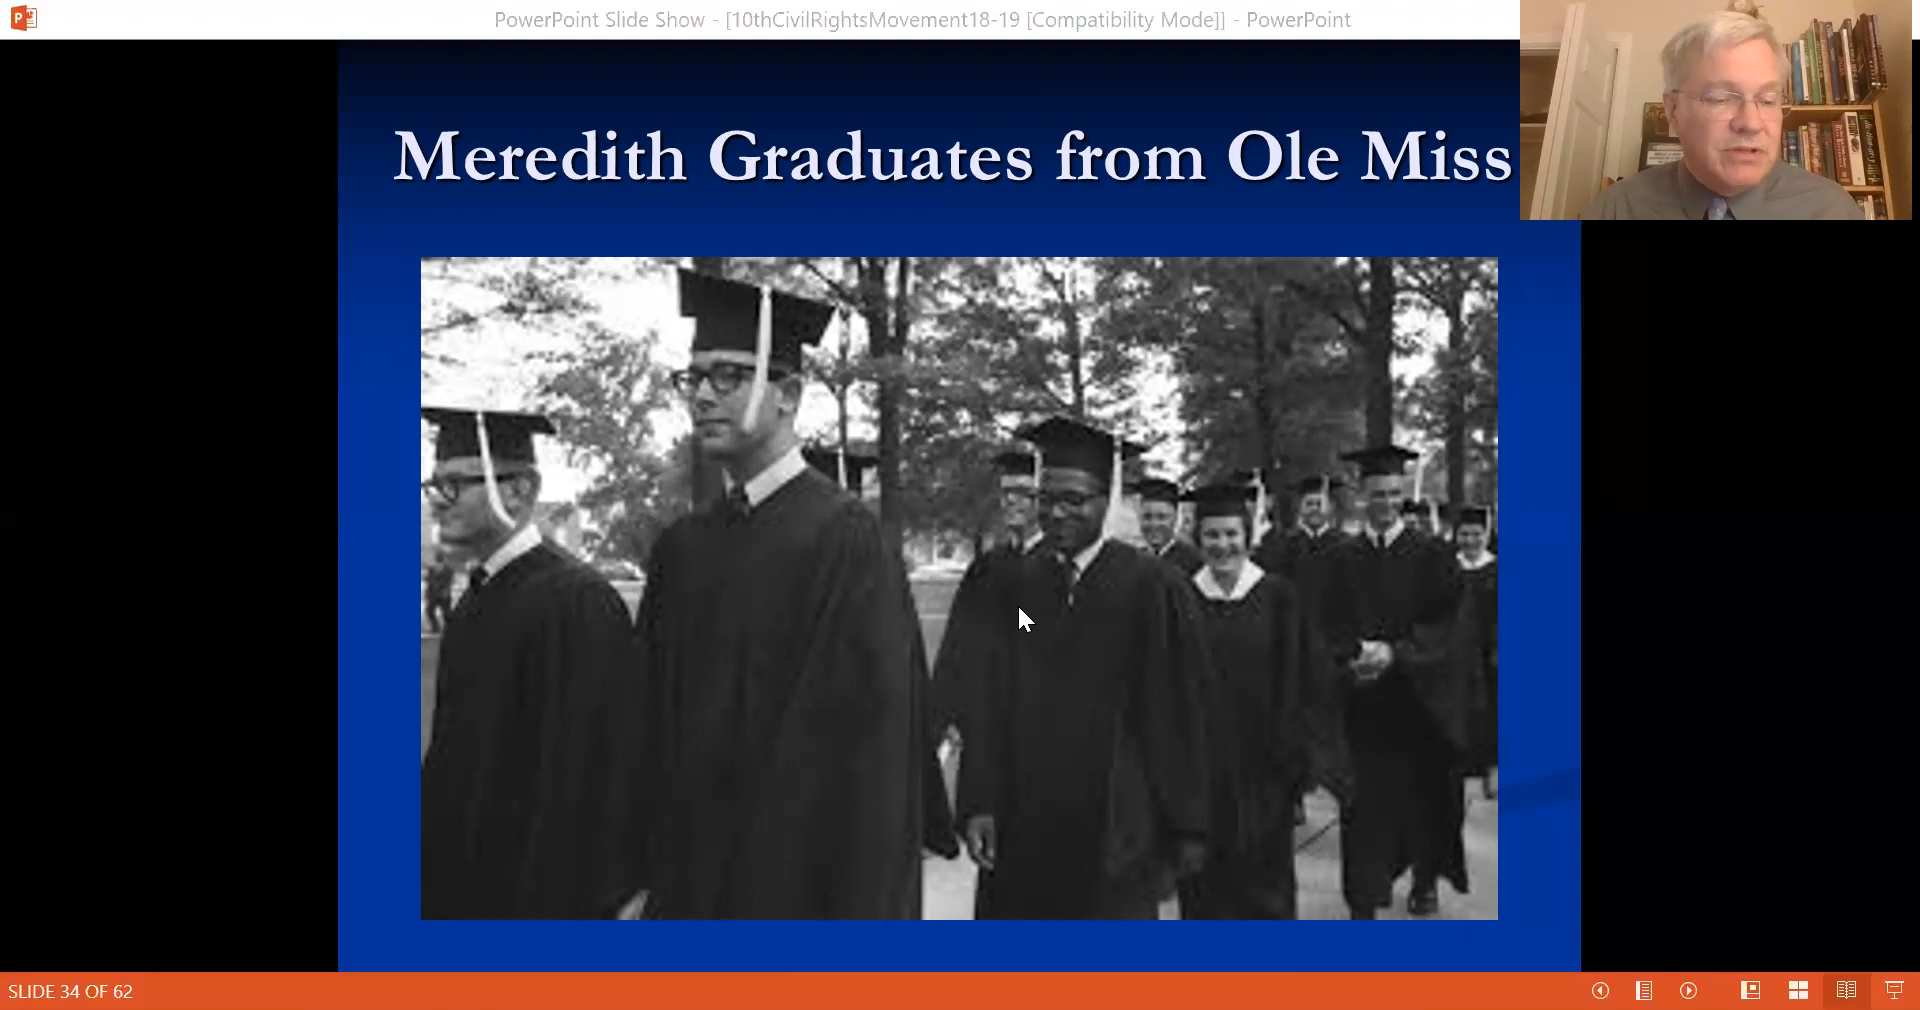 PowerPoint Slide Show - [10thCivilRightsMovement18-19 [Compatibility Mode]] - PowerPoint
Meredith Graduates from Ole Miss
SLIDE 34 OF 62